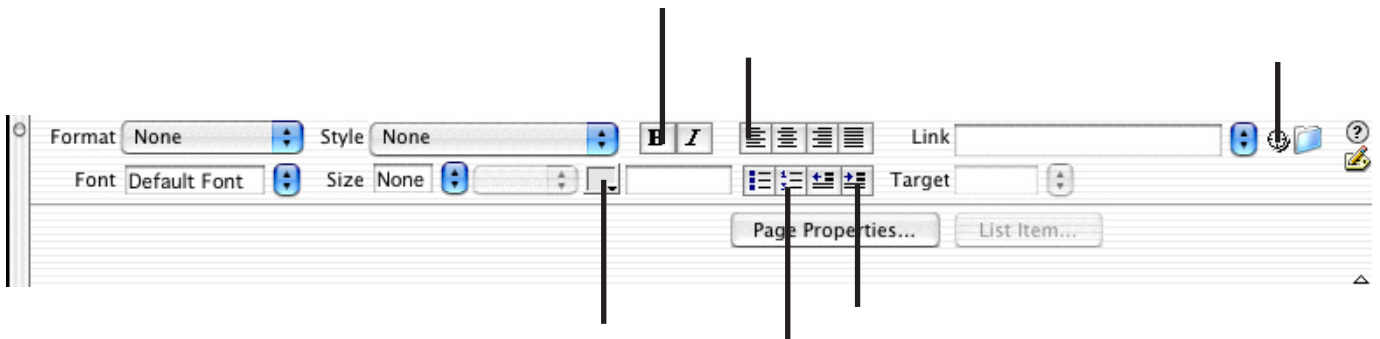 Format None Style None B I Link
Font Default Font Size None Target
Page Properties... List Item...